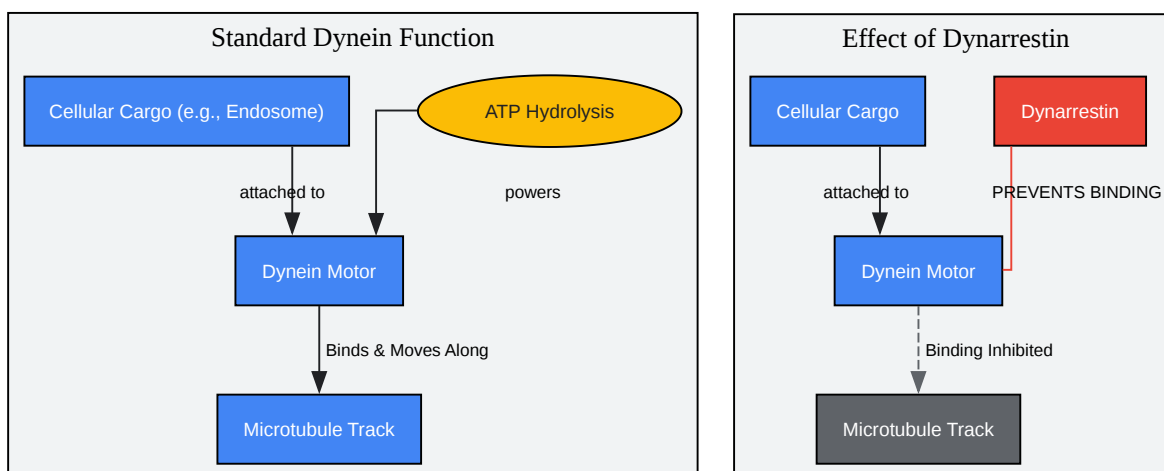 Standard Dynein Function
Cellular Cargo (e.g., Endosome)
ATP Hydrolysis
attached to
powers
Dynein Motor
Binds & Moves Along
Microtubule Track
Effect of Dynarrestin
Cellular Cargo
Dynarrestin
attached to
PREVENTS BINDING
Dynein Motor
Binding Inhibited
Microtubule Track